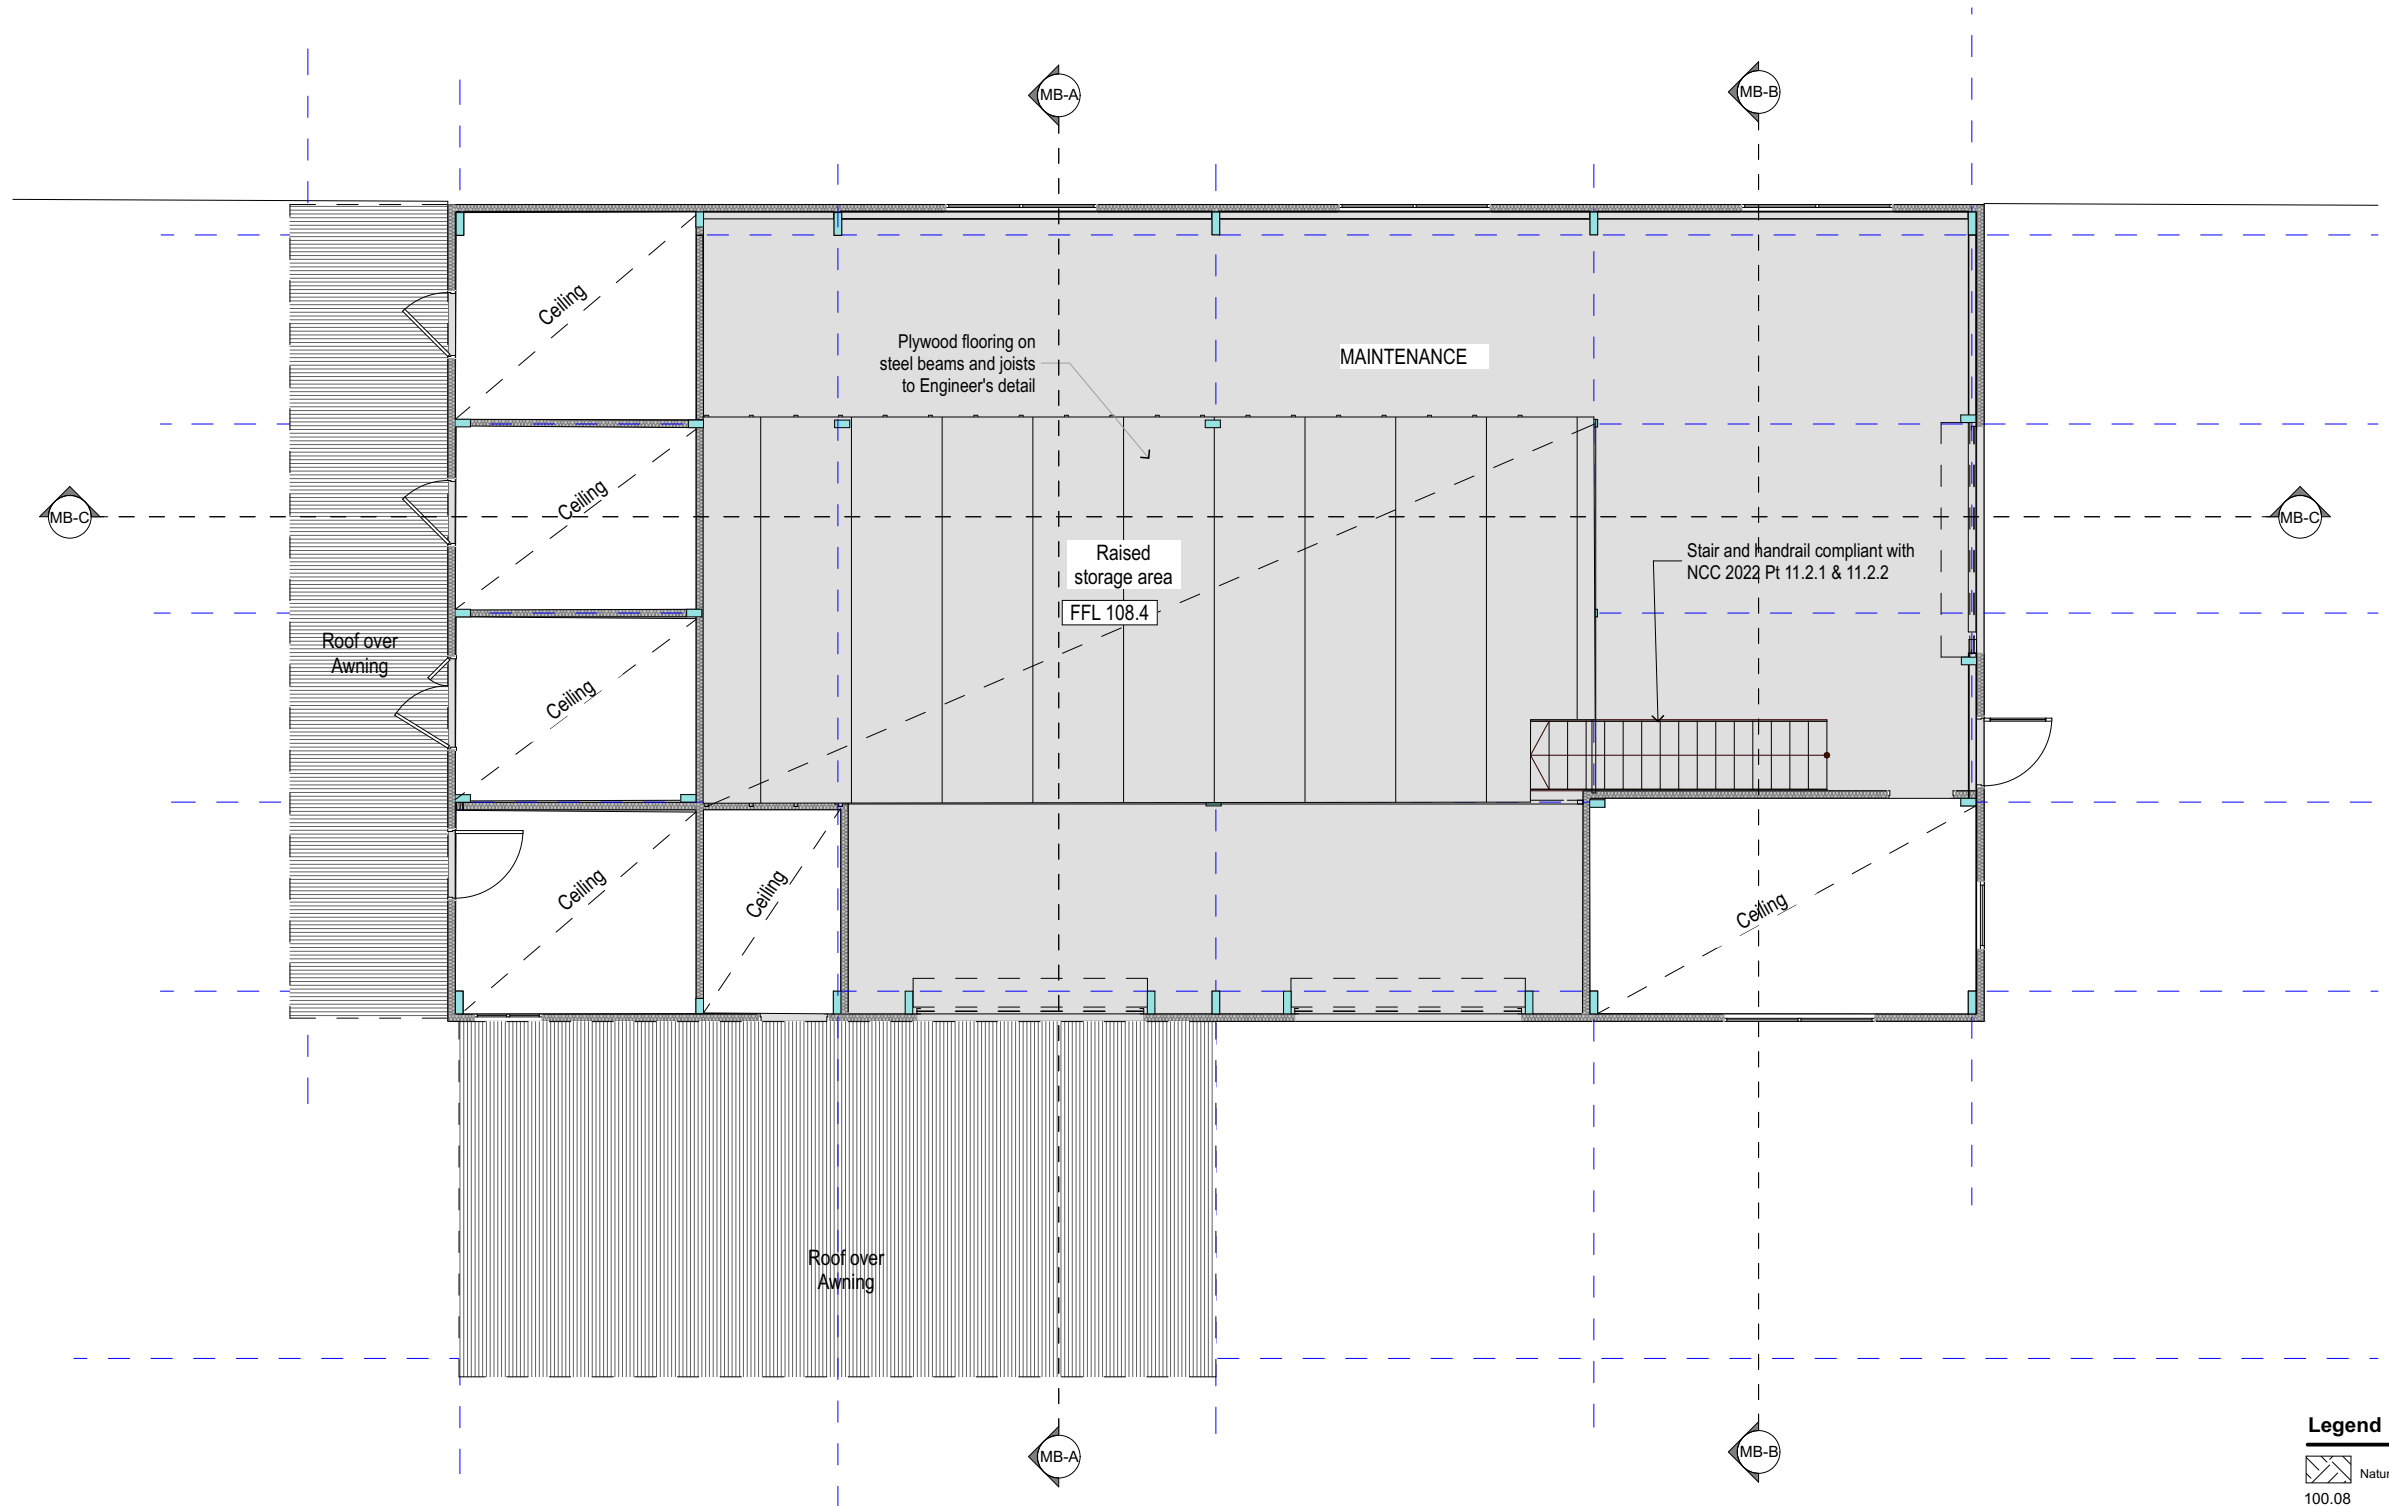 MB-A
MB-B
Ceiling
Plywood flooring on
steel beams and joists
to Engineer's detail
MAINTENANCE
Ceiling
MB-C
MB-C
Raised
storage area
FFL 108.4
Stair and handrail compliant with
NCC 2022 Pt 11.2.1 & 11.2.2
Roof over
Awning
Ceiling
Ceiling
Ceiling
Ceiling
Roof over
Awning
MB-A
MB-B
Legend
Natur
100.08